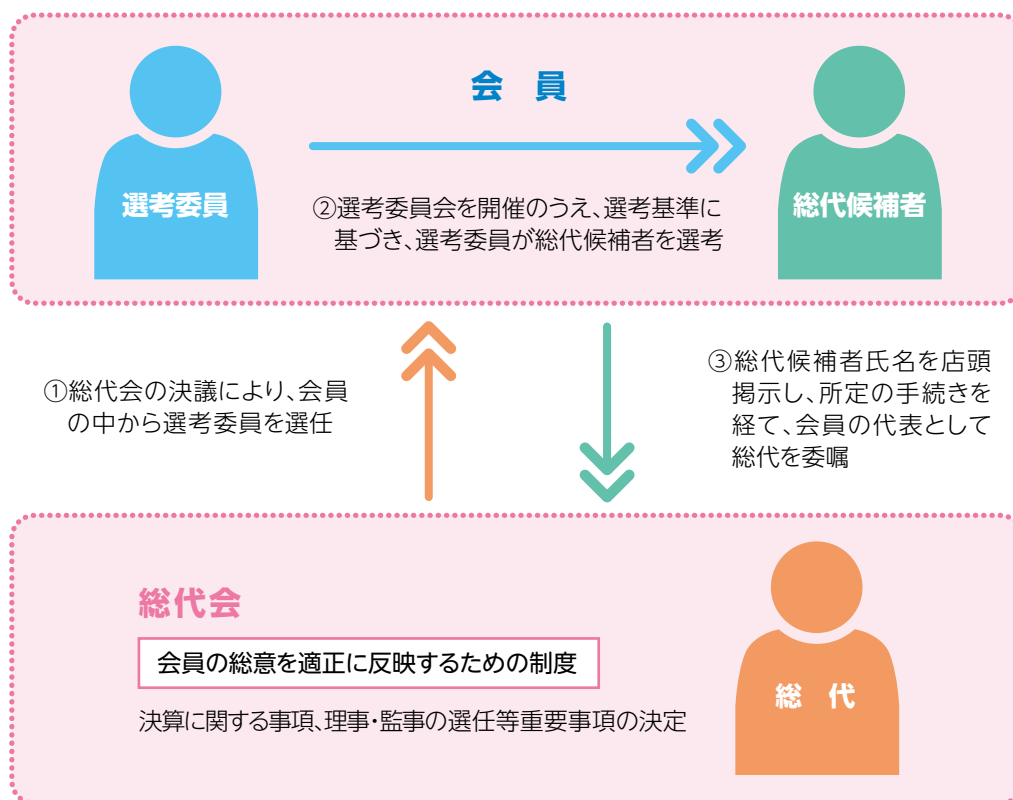 会 員
選考委員
総代候補者
②選考委員会を開催のうえ、選考基準に
基づき、選考委員が総代候補者を選考
①総代会の決議により、会員
の中から選考委員を選任
③総代候補者氏名を店頭
掲示し、所定の手続きを
経て、会員の代表として
総代を委嘱
総代会
会員の総意を適正に反映するための制度
決算に関する事項、理事・監事の選任等重要事項の決定
総 代